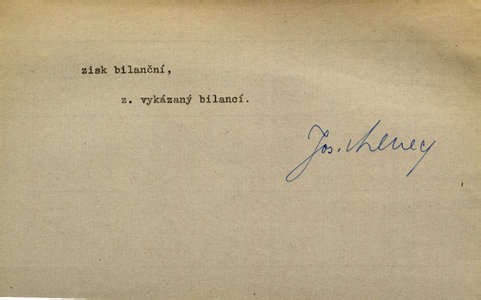 zisk bilanční,
z. vykázaný bilancí.
Jos.